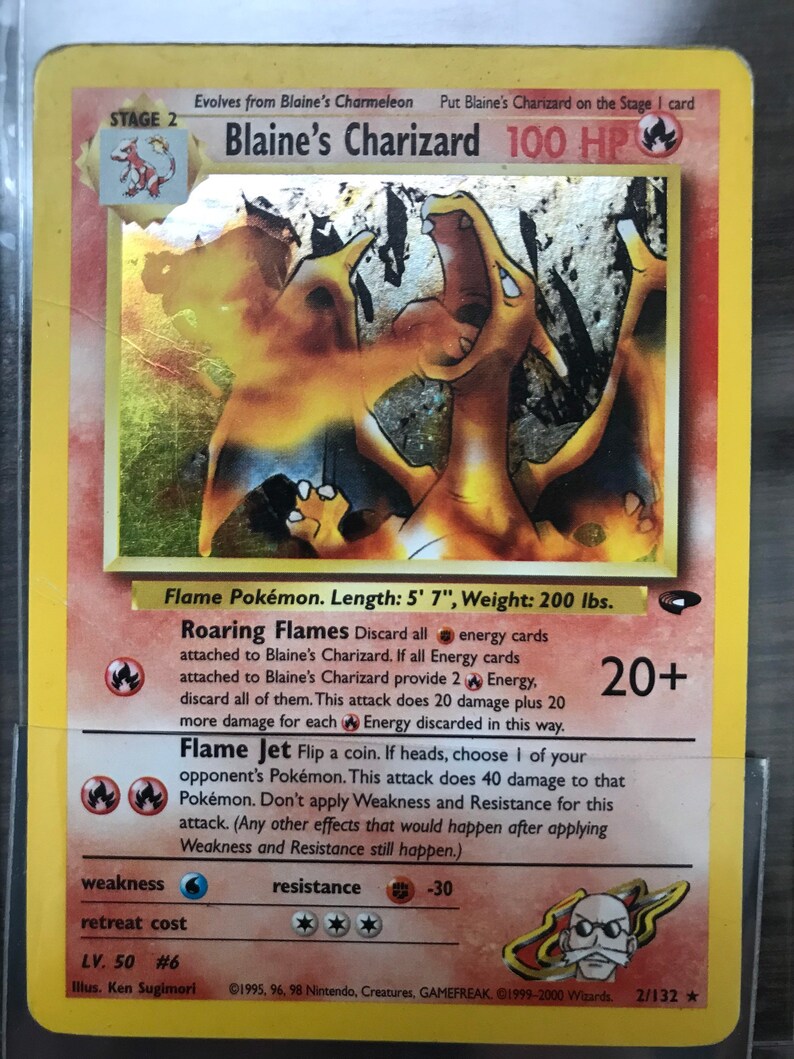 Evolves from Blaine's Charmeleon Put Blaine's Charizard on the Stage 1 card
STAGE 2
Blaine's Charizard 100 HP
Flame Pokémon. Length: 5' 7", Weight: 200 lbs.
Roaring Flames Discard all energy cards
attached to Blaine's Charizard. If all Energy cards
attached to Blaine's Charizard provide 2 Energy,
discard all of them. This attack does 20 damage plus 20
more damage for each Energy discarded in this way.
20+
Flame Jet Flip a coin. If heads, choose 1 of your
opponent's Pokémon. This attack does 40 damage to that
Pokémon. Don't apply Weakness and Resistance for this
attack. (Any other effects that would happen after applying
Weakness and Resistance still happen.)
weakness resistance -30
retreat cost
LV. 50 #6
Illus. Ken Sugimori ©1995, 96, 98 Nintendo, Creatures, GAMEFREAK. ©1999-2000 Wizards. 2/132 ★